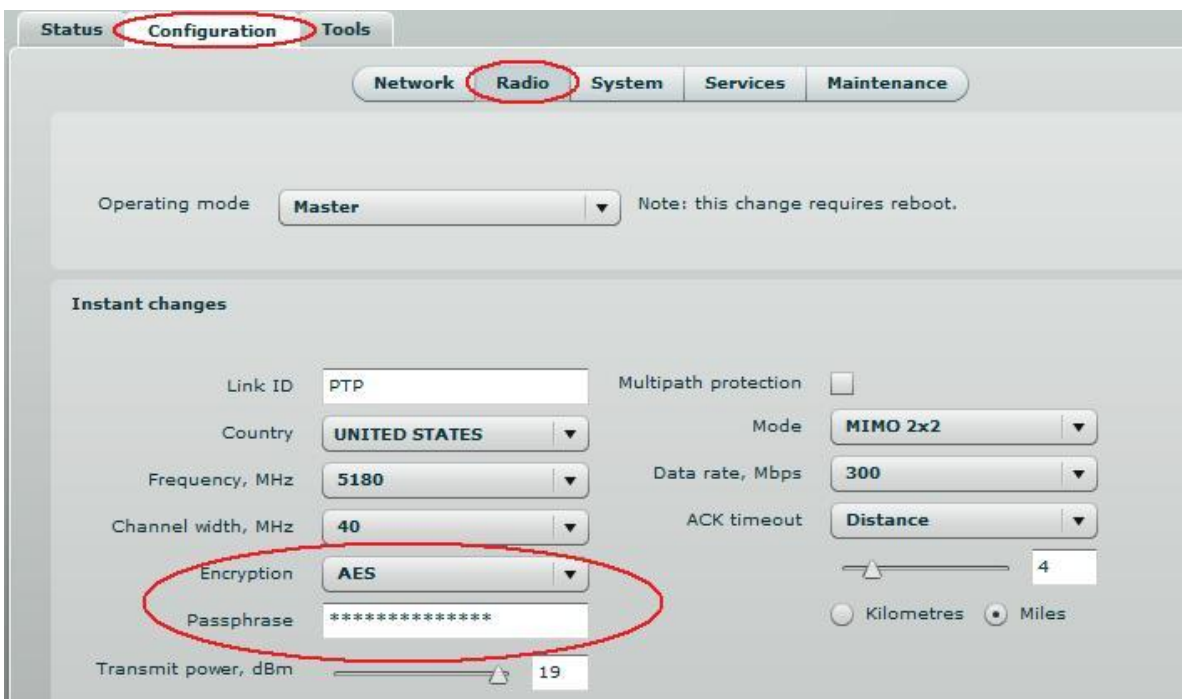 Status Configuration Tools
Network Radio System Services Maintenance
Operating mode Master Note: this change requires reboot.
Instant changes
Link ID PTP Multipath protection
Country UNITED STATES Mode MIMO 2x2
Frequency, MHz 5180 Data rate, Mbps 300
Channel width, MHz 40 ACK timeout Distance
Encryption AES 4
Passphrase ************** Kilometres Miles
Transmit power, dBm 19